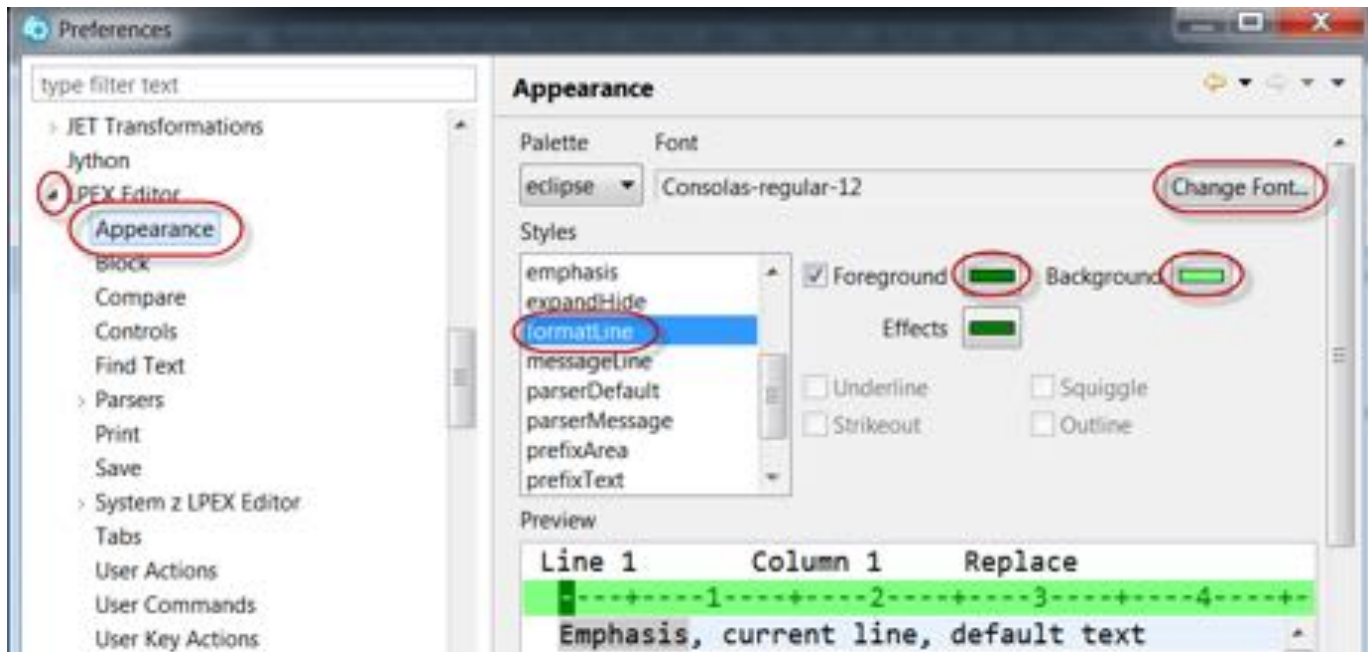 Preferences
type filter text
JET Transformations
Jython
LPEX Editor
Appearance
Block
Compare
Controls
Find Text
Parsers
Print
Save
System z LPEX Editor
Tabs
User Actions
User Commands
User Key Actions
Appearance
Palette Font
eclipse Consolas-regular-12 Change Font...
Styles
emphasis
expandHide
formatLine
messageLine
parserDefault
parserMessage
prefixArea
prefixText
Foreground Background
Effects
Underline Squiggle
Strikeout Outline
Preview
Line 1 Column 1 Replace
-----+----1----+----2----+----3----+----4----+-
Emphasis, current line, default text